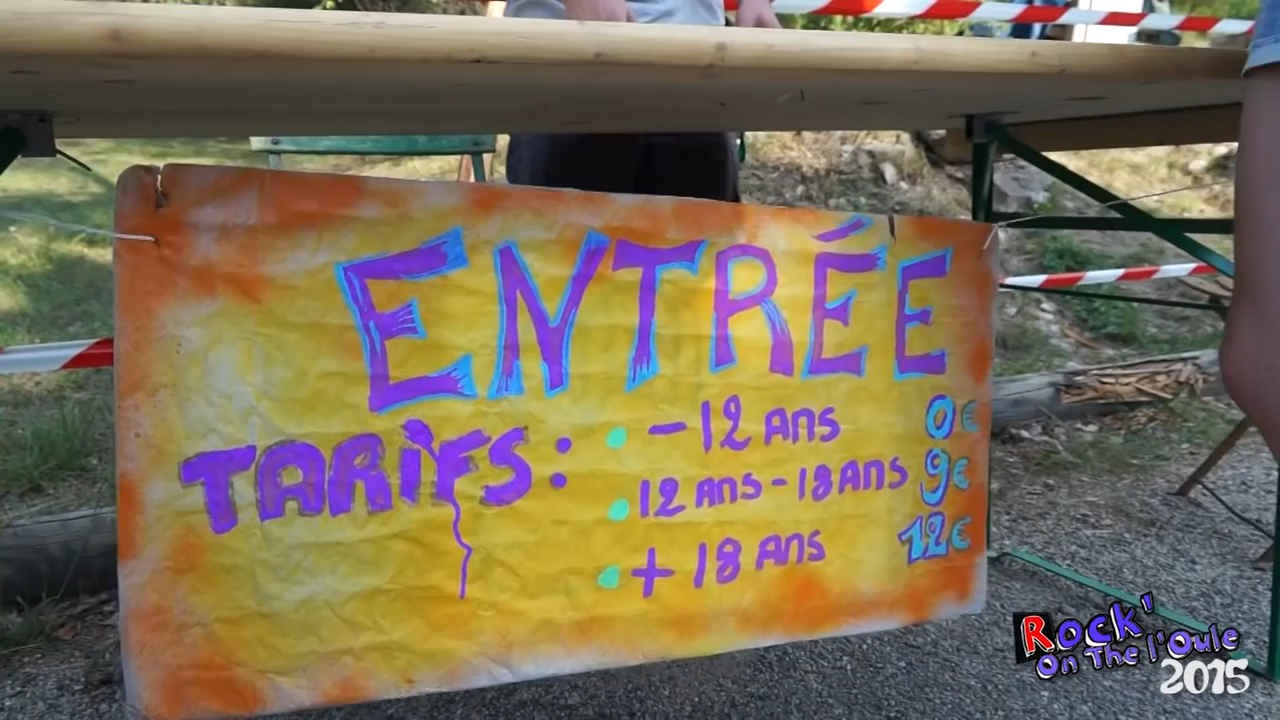 ENTRÉE
TARIFS :
- 12 ANS 0€
12 ANS - 18 ANS 9€
+ 18 ANS 12€
Rock'
On The l'Oule
2015